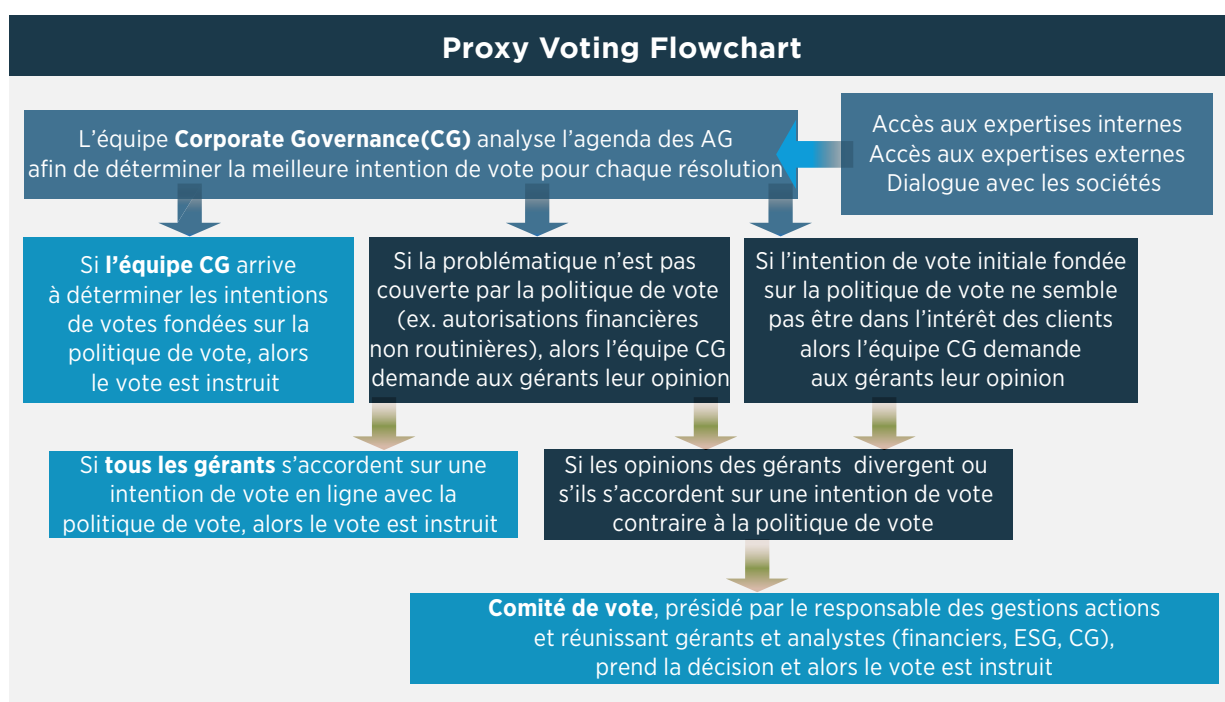 Proxy Voting Flowchart
L’équipe Corporate Governance(CG) analyse l’agenda des AG
afin de déterminer la meilleure intention de vote pour chaque résolution
Accès aux expertises internes
Accès aux expertises externes
Dialogue avec les sociétés
Si l’équipe CG arrive
à déterminer les intentions
de votes fondées sur la
politique de vote, alors
le vote est instruit
Si la problématique n’est pas
couverte par la politique de vote
(ex. autorisations financières
non routinières), alors l’équipe CG
demande aux gérants leur opinion
Si l’intention de vote initiale fondée
sur la politique de vote ne semble
pas être dans l’intérêt des clients
alors l’équipe CG demande
aux gérants leur opinion
Si tous les gérants s’accordent sur une
intention de vote en ligne avec la
politique de vote, alors le vote est instruit
Si les opinions des gérants divergent ou
s’ils s’accordent sur une intention de vote
contraire à la politique de vote
Comité de vote, présidé par le responsable des gestions actions
et réunissant gérants et analystes (financiers, ESG, CG),
prend la décision et alors le vote est instruit